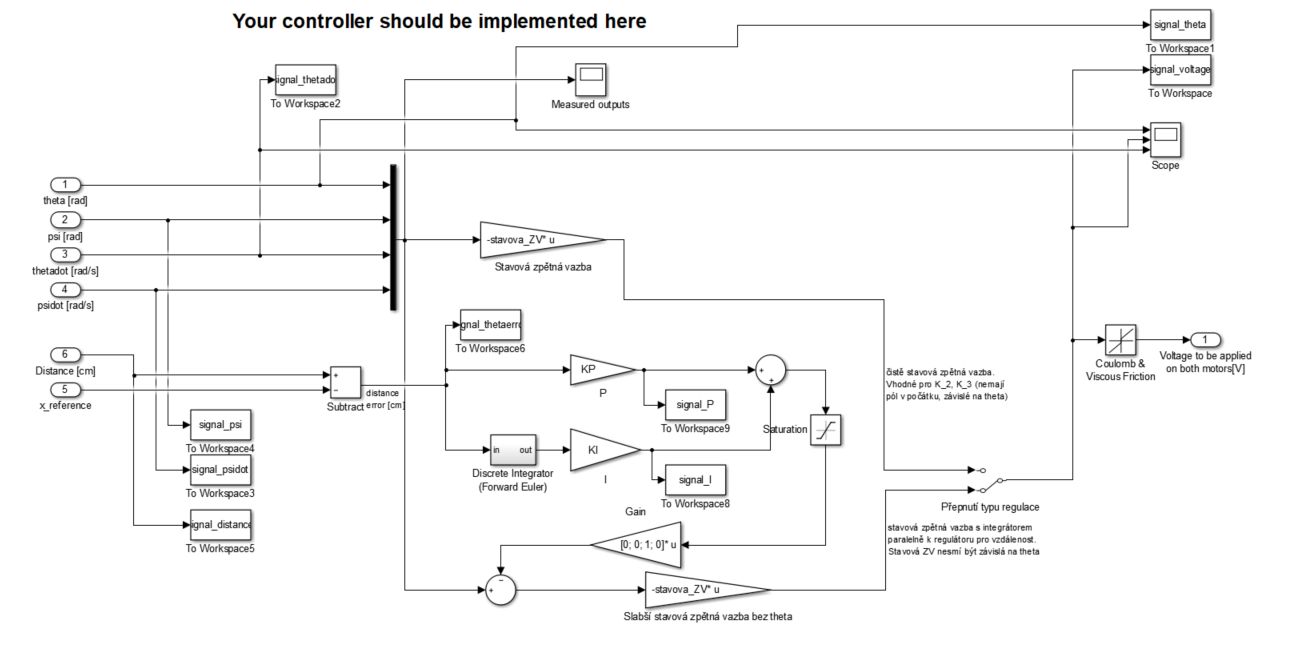 Your controller should be implemented here
signal_theta
To Workspace1
signal_voltage
To Workspace
ignal_thetado
To Workspace2
Measured outputs
Scope
1
theta [rad]
2
psi [rad]
3
thetadot [rad/s]
4
psidot [rad/s]
-stavova_ZV* u
Stavová zpětná vazba
gnal_thetaerro
To Workspace6
6
Distance [cm]
5
x_reference
+
−
Subtract
distance
error [cm]
KP
P
signal_P
To Workspace9
+
+
Saturation
čistě stavová zpětná vazba.
Vhodné pro K_2, K_3 (nemají
pól v počátku, závislé na theta)
Coulomb &
Viscous Friction
1
Voltage to be applied
on both motors[V]
signal_psi
To Workspace4
signal_psidot
To Workspace3
ignal_distance
To Workspace5
in
out
Discrete Integrator
(Forward Euler)
KI
I
signal_I
To Workspace8
Přepnutí typu regulace
stavová zpětná vazba s integrátorem
paralelně k regulátoru pro vzdálenost.
Stavová ZV nesmí být závislá na theta
Gain
[0; 0; 1; 0]* u
−
+
-stavova_ZV* u
Slabší stavová zpětná vazba bez theta